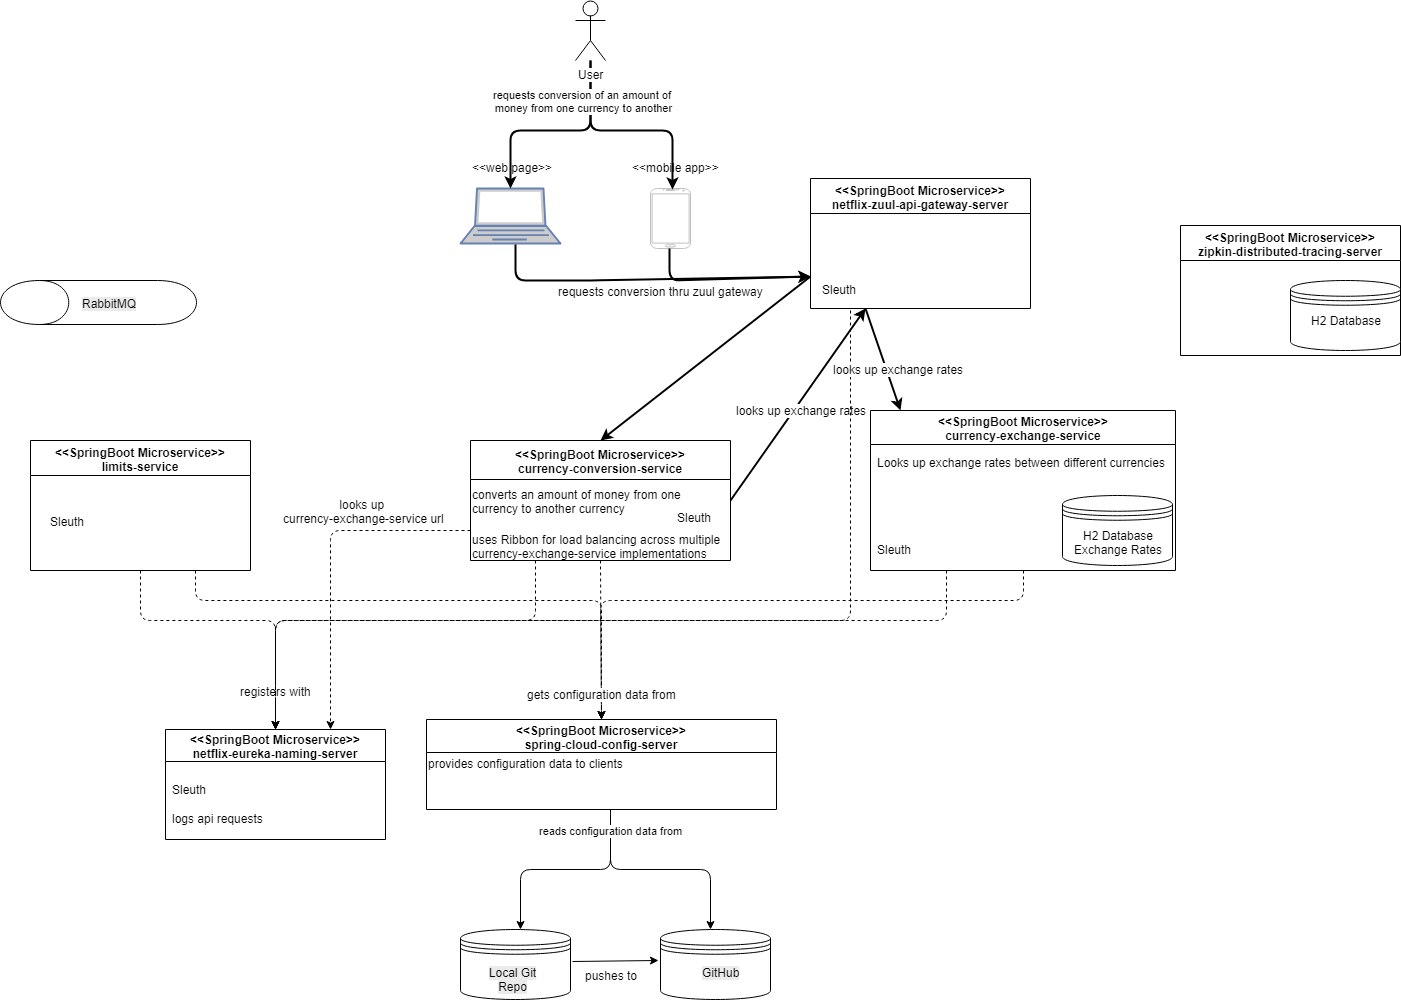 User
requests conversion of an amount of
money from one currency to another
<<web page>>
<<mobile app>>
<<SpringBoot Microservice>>
netflix-zuul-api-gateway-server
Sleuth
<<SpringBoot Microservice>>
zipkin-distributed-tracing-server
H2 Database
RabbitMQ
requests conversion thru zuul gateway
looks up exchange rates
looks up exchange rates
<<SpringBoot Microservice>>
limits-service
Sleuth
looks up
currency-exchange-service url
<<SpringBoot Microservice>>
currency-conversion-service
converts an amount of money from one
currency to another currency
Sleuth
uses Ribbon for load balancing across multiple
currency-exchange-service implementations
<<SpringBoot Microservice>>
currency-exchange-service
Looks up exchange rates between different currencies
H2 Database
Exchange Rates
Sleuth
registers with
gets configuration data from
<<SpringBoot Microservice>>
netflix-eureka-naming-server
Sleuth
logs api requests
<<SpringBoot Microservice>>
spring-cloud-config-server
provides configuration data to clients
reads configuration data from
Local Git
Repo
pushes to
GitHub